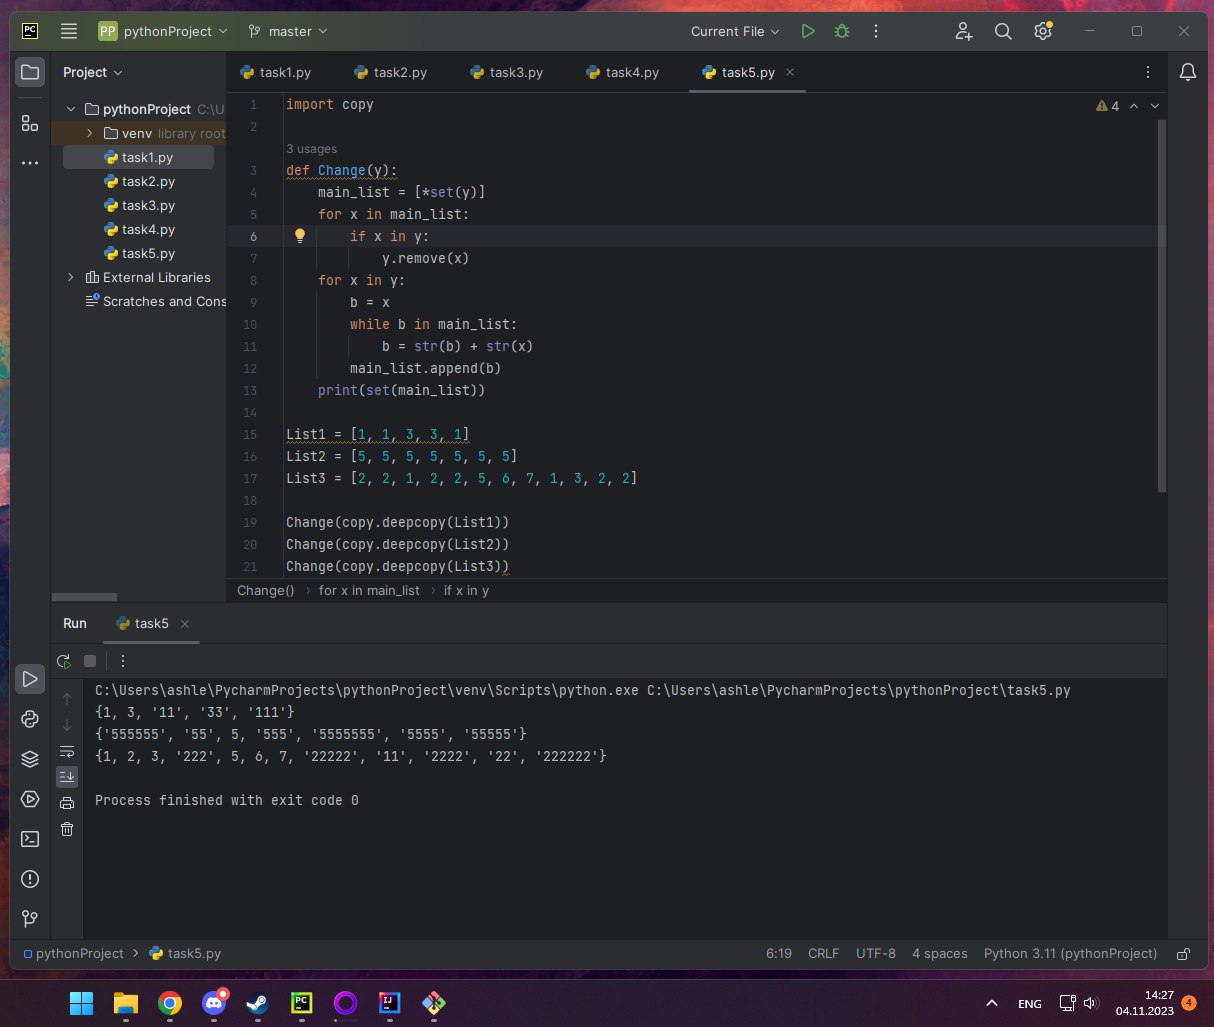 PC
PP pythonProject master Current File
Project task1.py task2.py task3.py task4.py task5.py
pythonProject C:\U
venv library root
task1.py
task2.py
task3.py
task4.py
task5.py
External Libraries
Scratches and Cons
4
1 import copy
2
3 usages
3 def Change(y):
4 main_list = [*set(y)]
5 for x in main_list:
6 if x in y:
7 y.remove(x)
8 for x in y:
9 b = x
10 while b in main_list:
11 b = str(b) + str(x)
12 main_list.append(b)
13 print(set(main_list))
14
15 List1 = [1, 1, 3, 3, 1]
16 List2 = [5, 5, 5, 5, 5, 5, 5]
17 List3 = [2, 2, 1, 2, 2, 5, 6, 7, 1, 3, 2, 2]
18
19 Change(copy.deepcopy(List1))
20 Change(copy.deepcopy(List2))
21 Change(copy.deepcopy(List3))
Change() › for x in main_list › if x in y
Run task5
C:\Users\ashle\PycharmProjects\pythonProject\venv\Scripts\python.exe C:\Users\ashle\PycharmProjects\pythonProject\task5.py
{1, 3, '11', '33', '111'}
{'555555', '55', 5, '555', '5555555', '5555', '55555'}
{1, 2, 3, '222', 5, 6, 7, '22222', '11', '2222', '22', '222222'}
Process finished with exit code 0
pythonProject › task5.py 6:19 CRLF UTF-8 4 spaces Python 3.11 (pythonProject)
PC IJ ENG 14:27
04.11.2023 4